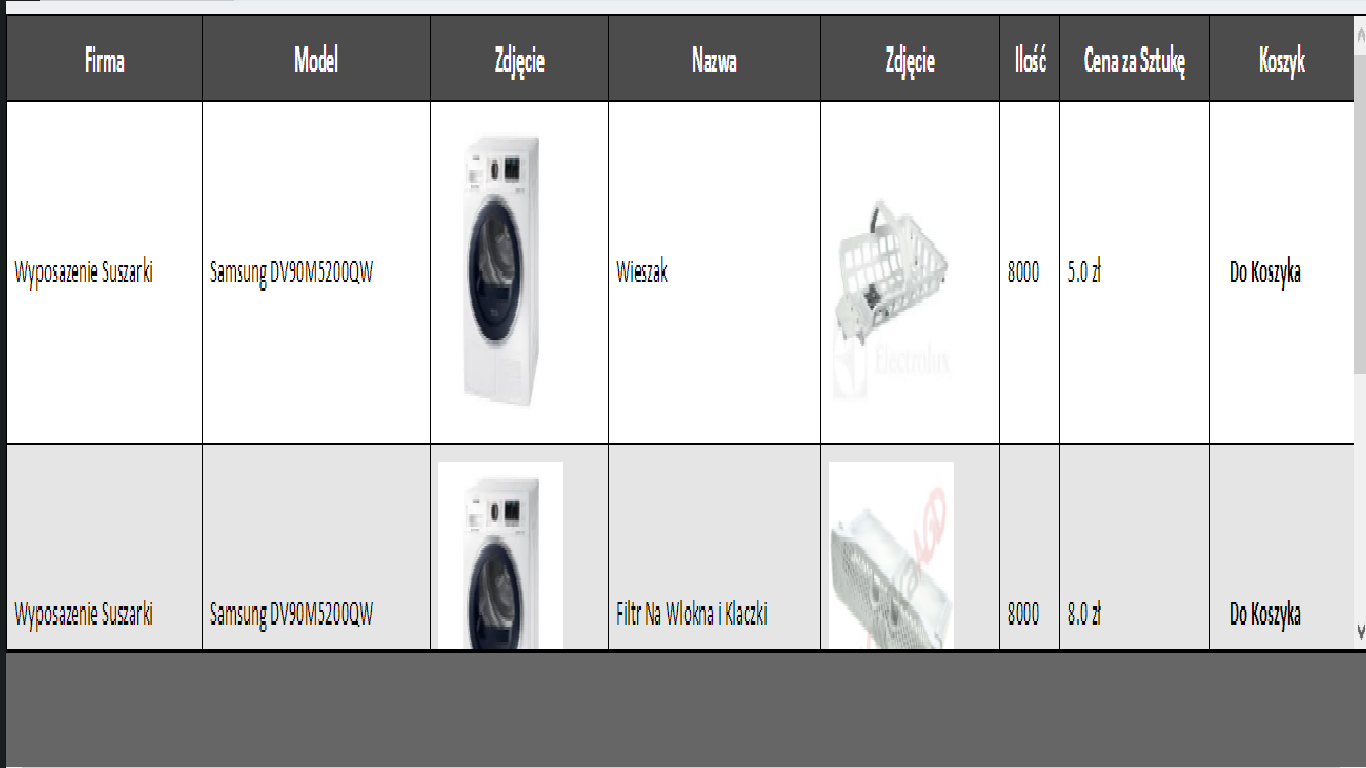 Firma Model Zdjęcie Nazwa Zdjęcie Ilość Cena za Sztukę Koszyk
Wyposazenie Suszarki Samsung DV90M5200QW Wieszak 8000 5.0 zł Do Koszyka
Electrolux
Wyposazenie Suszarki Samsung DV90M5200QW Filtr Na Wlokna i Klaczki 8000 8.0 zł Do Koszyka
AGD